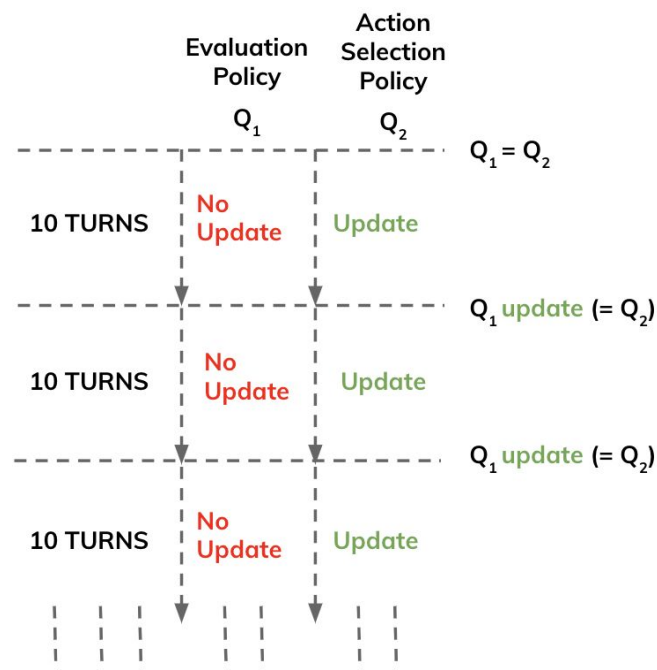 Evaluation
Policy
Action
Selection
Policy
Q1
Q2
Q1 = Q2
10 TURNS
No
Update
Update
Q1 update (= Q2)
10 TURNS
No
Update
Update
Q1 update (= Q2)
10 TURNS
No
Update
Update